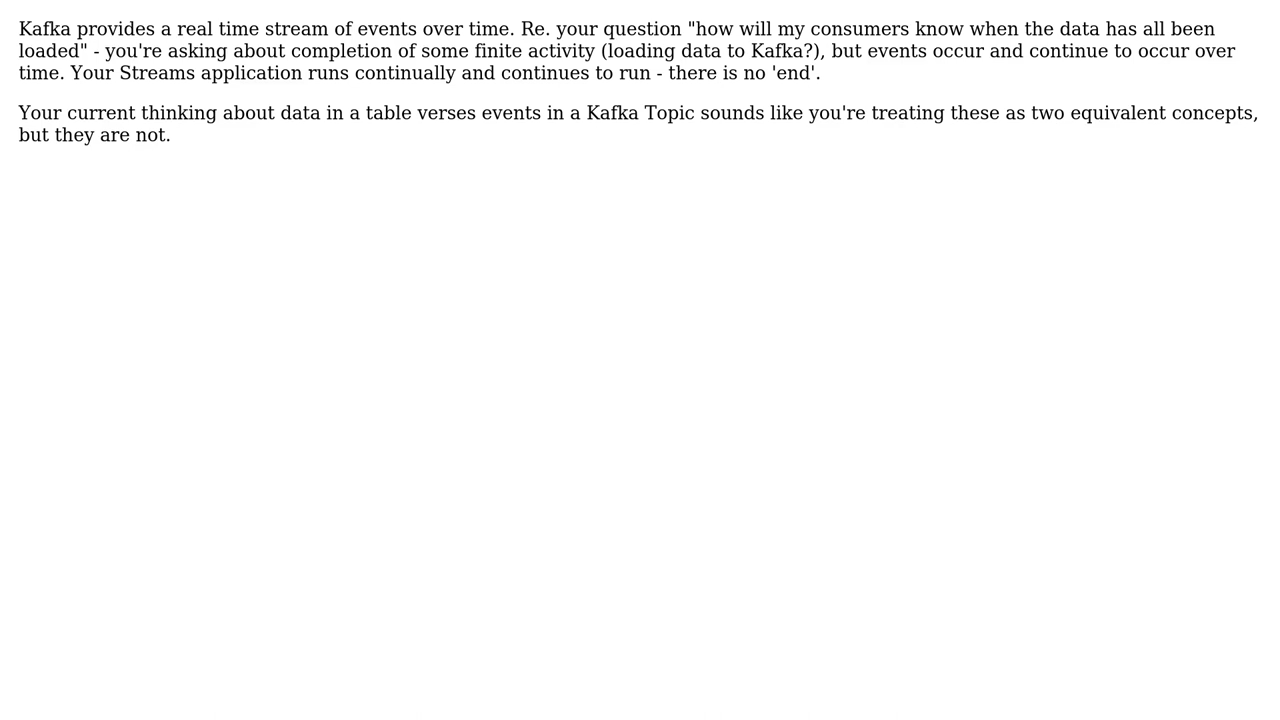 Kafka provides a real time stream of events over time. Re. your question "how will my consumers know when the data has all been
loaded" - you're asking about completion of some finite activity (loading data to Kafka?), but events occur and continue to occur over
time. Your Streams application runs continually and continues to run - there is no 'end'.
Your current thinking about data in a table verses events in a Kafka Topic sounds like you're treating these as two equivalent concepts,
but they are not.